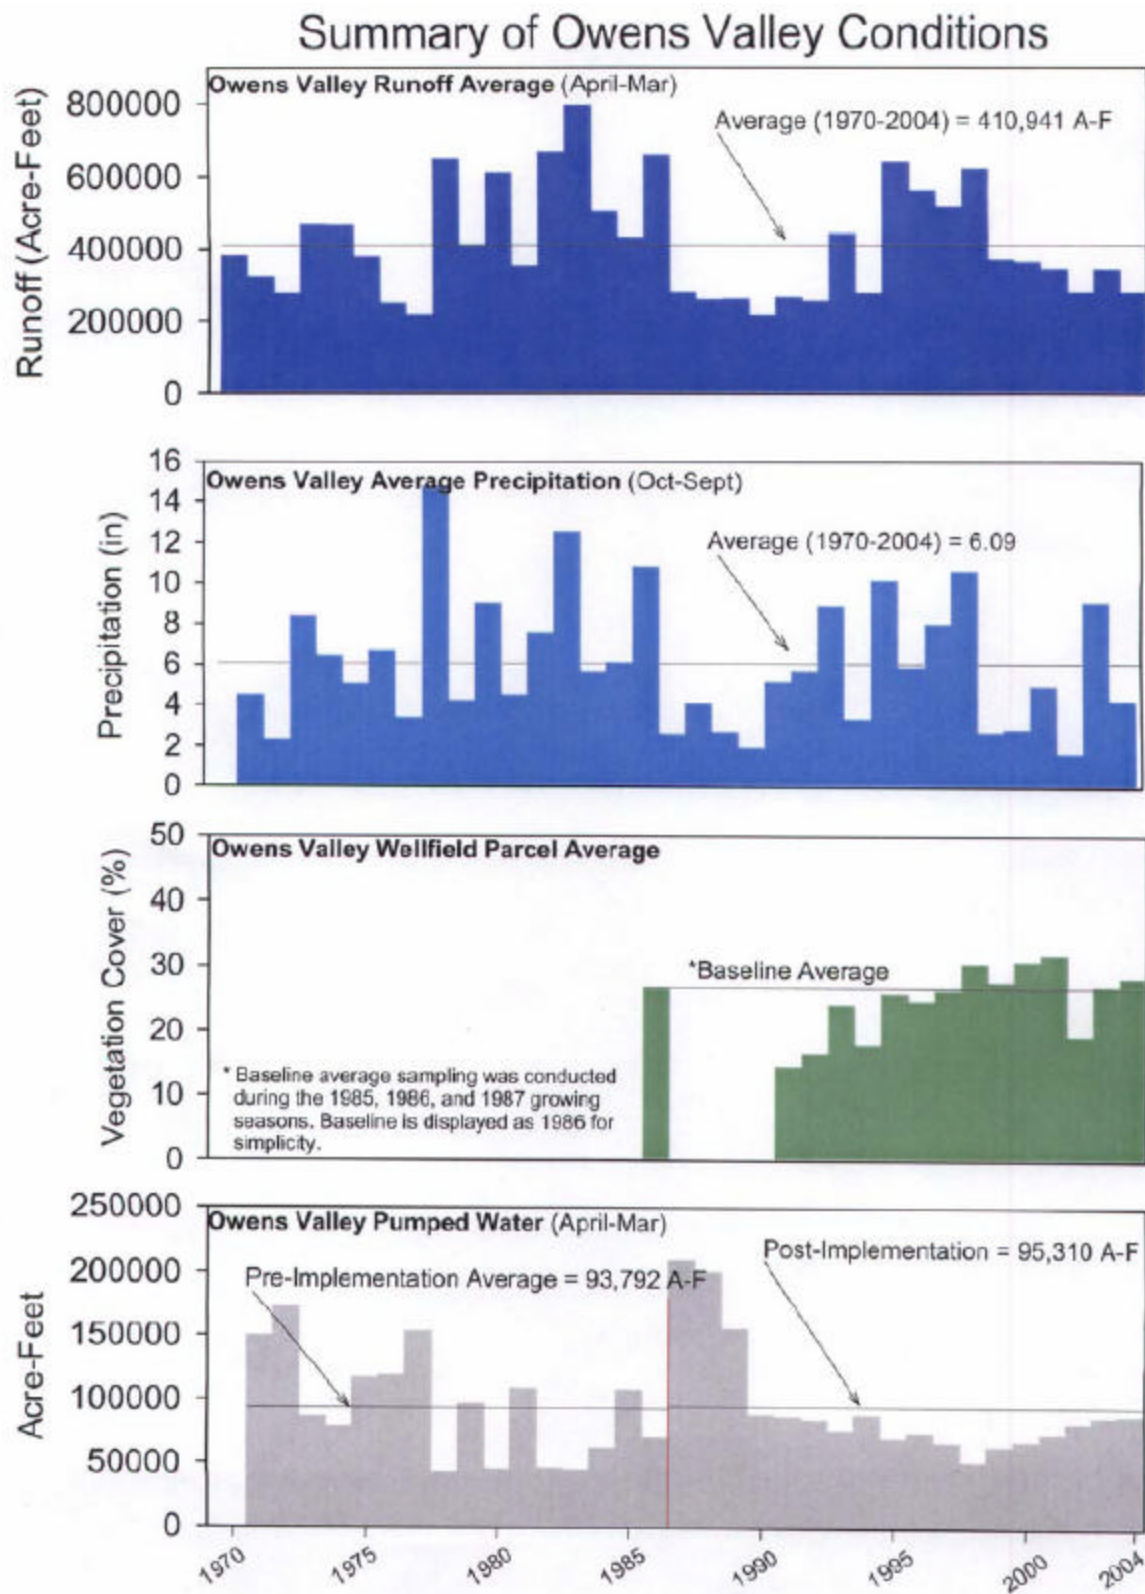 Summary of Owens Valley Conditions
Owens Valley Runoff Average (April-Mar)
Average (1970-2004) = 410,941 A-F
Runoff (Acre-Feet)
800000
600000
400000
200000
0
Owens Valley Average Precipitation (Oct-Sept)
Average (1970-2004) = 6.09
Precipitation (in)
16
14
12
10
8
6
4
2
0
Owens Valley Wellfield Parcel Average
*Baseline Average
Vegetation Cover (%)
50
40
30
20
10
0
* Baseline average sampling was conducted
during the 1985, 1986, and 1987 growing
seasons. Baseline is displayed as 1986 for
simplicity.
Owens Valley Pumped Water (April-Mar)
Pre-Implementation Average = 93,792 A-F
Post-Implementation = 95,310 A-F
Acre-Feet
250000
200000
150000
100000
50000
0
1970
1975
1980
1985
1990
1995
2000
2004